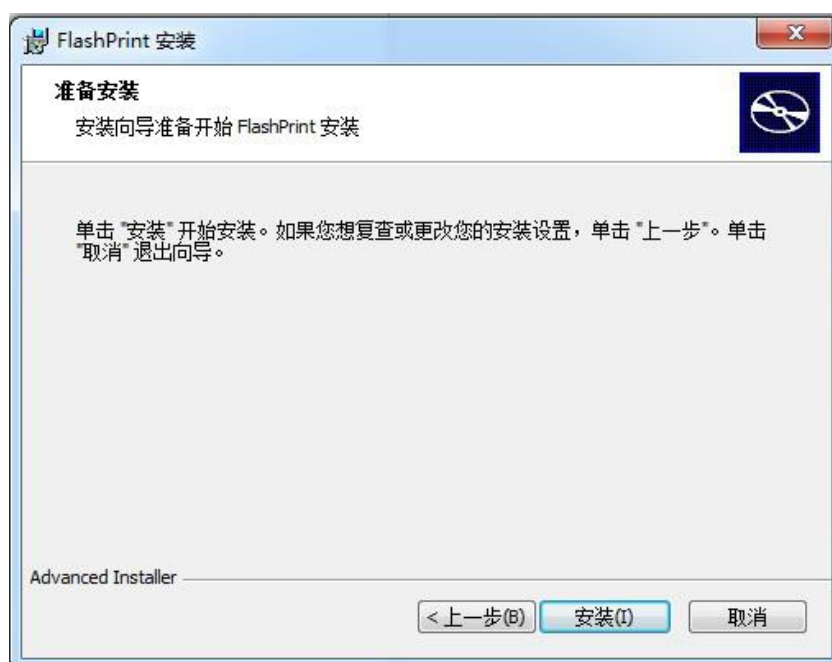 FlashPrint 安装
准备安装
安装向导准备开始 FlashPrint 安装
单击 "安装" 开始安装。如果您想复查或更改您的安装设置，单击 "上一步"。单击
"取消" 退出向导。
Advanced Installer
< 上一步(B) 安装(I) 取消